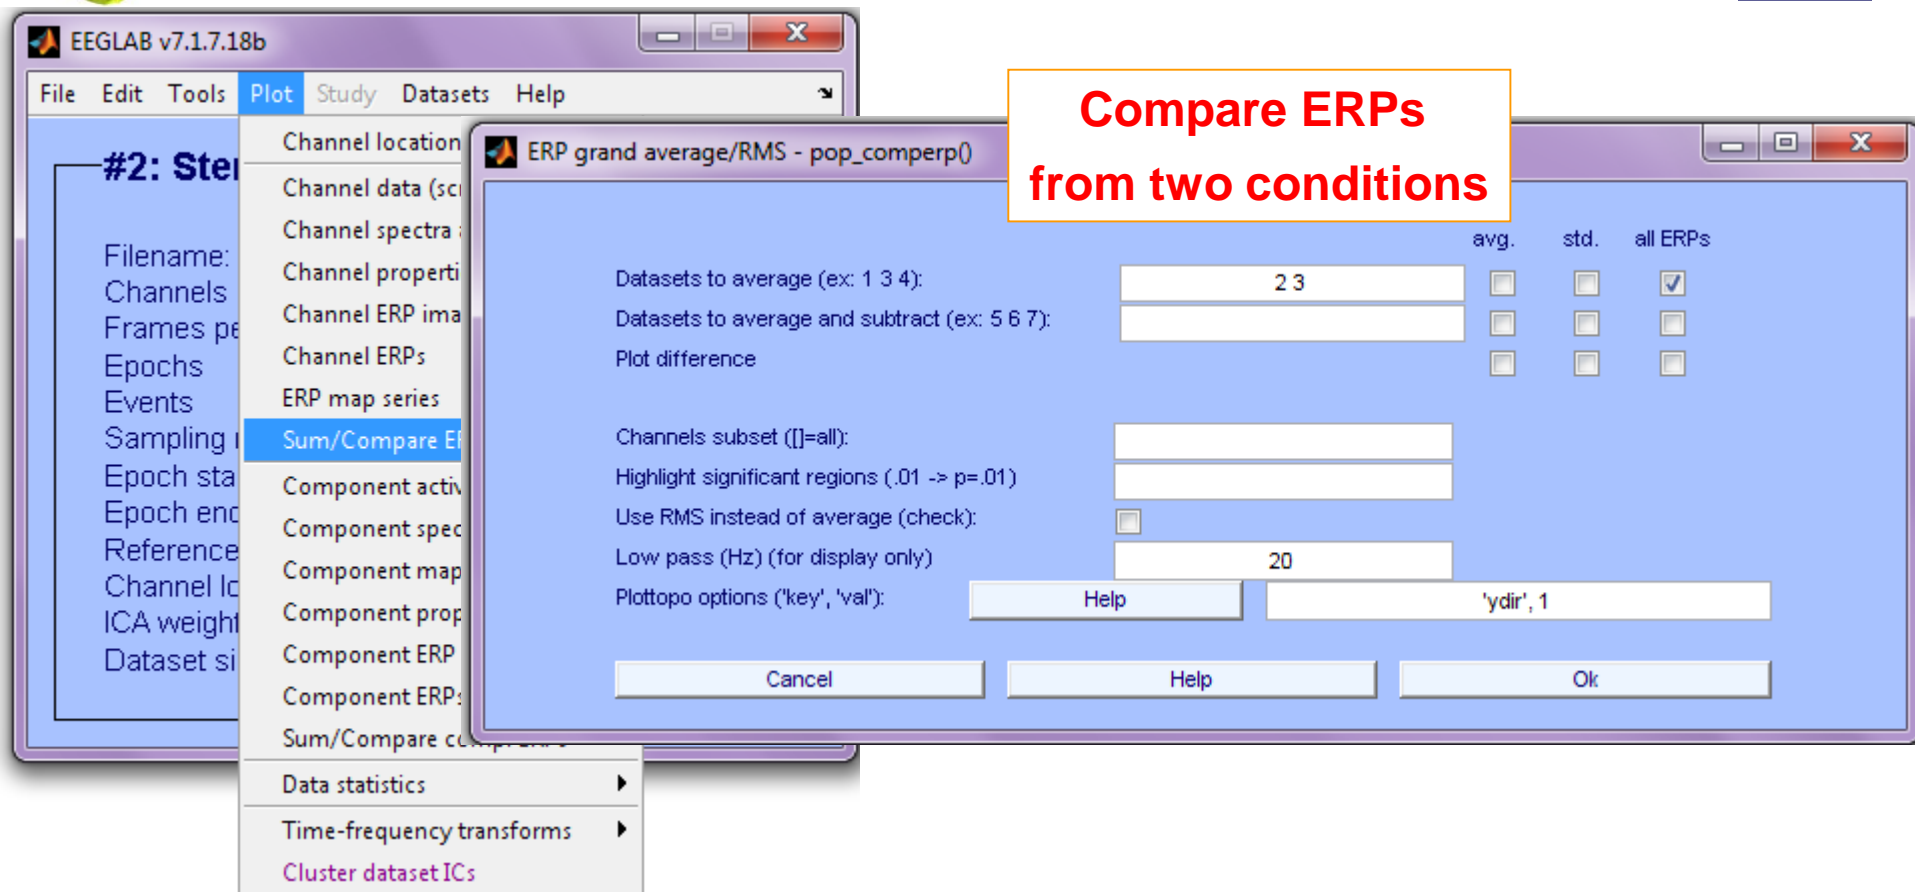 EEGLAB v7.1.7.18b
File Edit Tools Plot Study Datasets Help
#2: Ster
Filename:
Channels
Frames pe
Epochs
Events
Sampling r
Epoch sta
Epoch end
Reference
Channel lo
ICA weight
Dataset si
Channel location
Channel data (scr
Channel spectra
Channel properti
Channel ERP ima
Channel ERPs
ERP map series
Sum/Compare ER
Component activ
Component spec
Component map
Component prop
Component ERP
Component ERPs
Sum/Compare comp. ERPs
Data statistics
Time-frequency transforms
Cluster dataset ICs
ERP grand average/RMS - pop_comperp()
Compare ERPs
from two conditions
avg. std. all ERPs
Datasets to average (ex: 1 3 4): 2 3
Datasets to average and subtract (ex: 5 6 7):
Plot difference
Channels subset ([]=all):
Highlight significant regions (.01 -> p=.01)
Use RMS instead of average (check):
Low pass (Hz) (for display only) 20
Plottopo options ('key', 'val'): Help 'ydir', 1
Cancel Help Ok